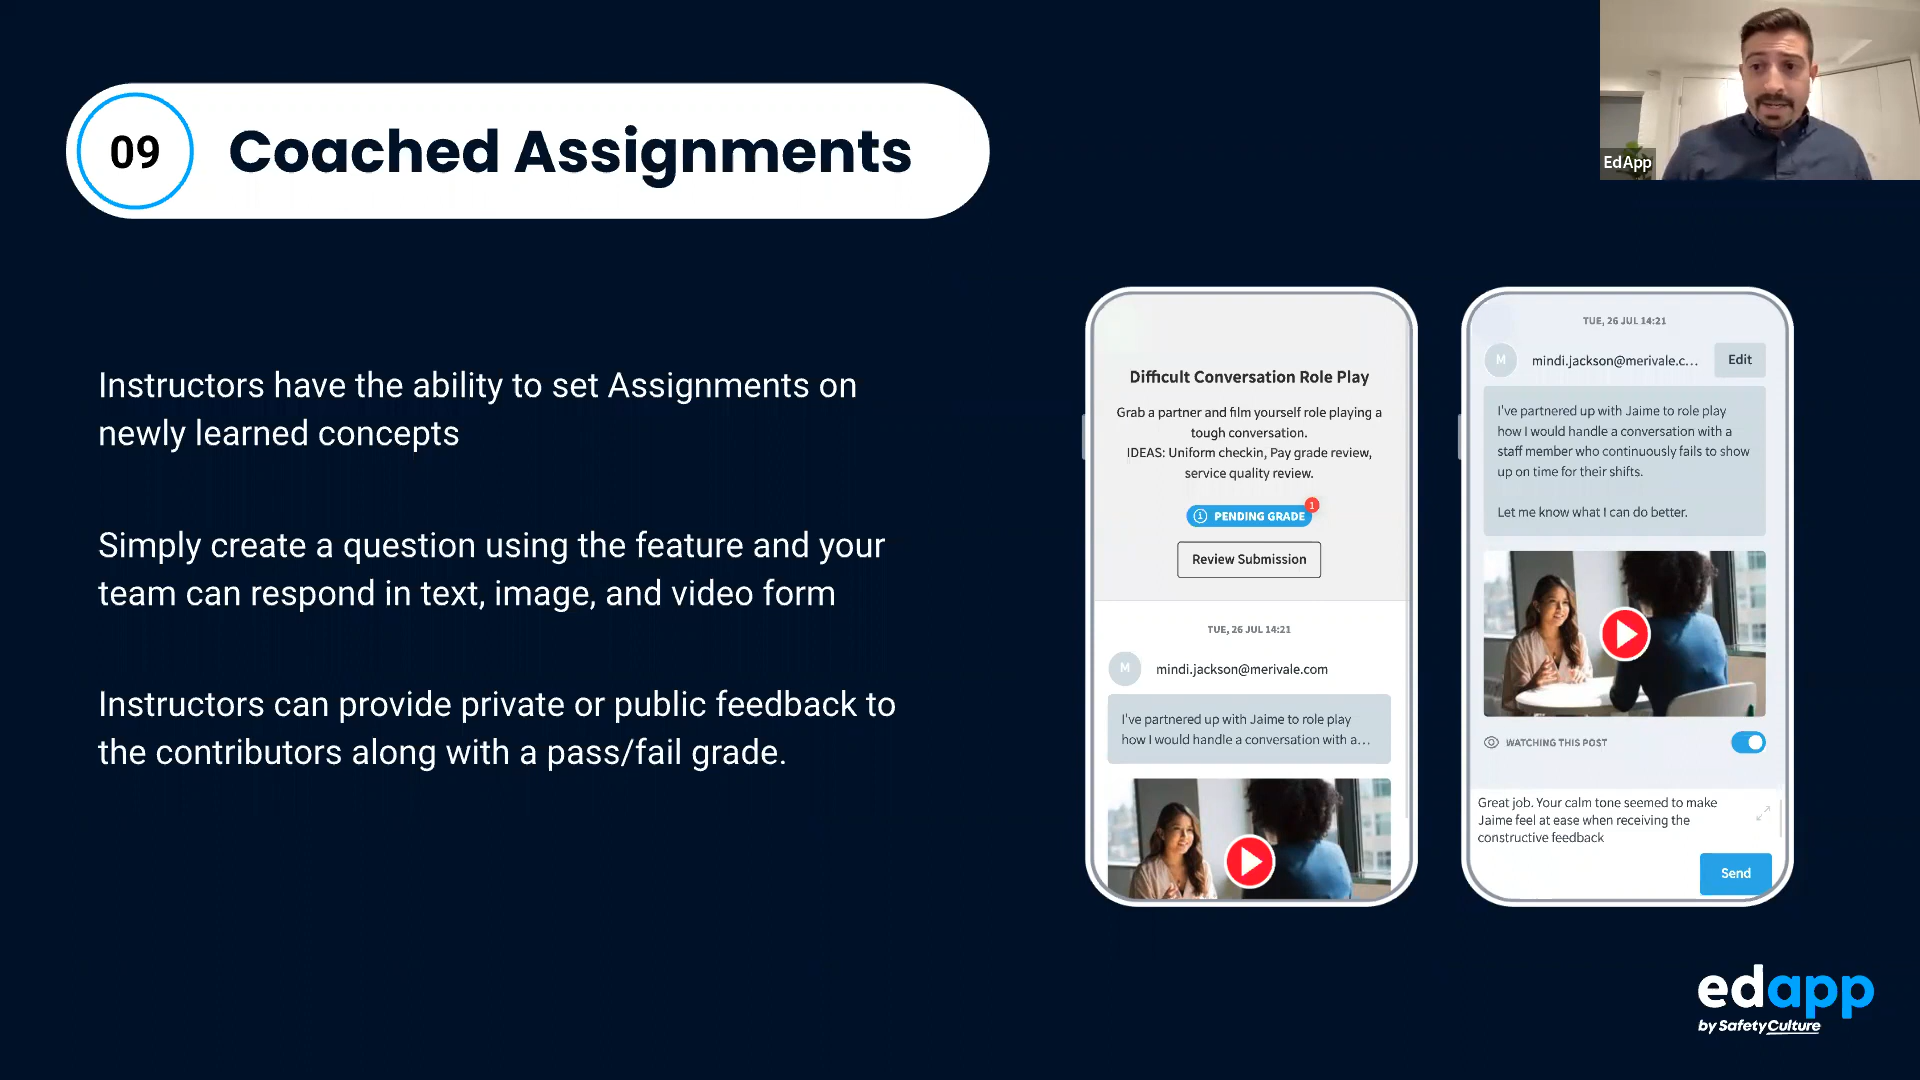 09
Coached Assignments
EdApp
Instructors have the ability to set Assignments on
newly learned concepts
Simply create a question using the feature and your
team can respond in text, image, and video form
Instructors can provide private or public feedback to
the contributors along with a pass/fail grade.
Difficult Conversation Role Play
Grab a partner and film yourself role playing a
tough conversation.
IDEAS: Uniform checkin, Pay grade review,
service quality review.
1
PENDING GRADE
Review Submission
TUE, 26 JUL 14:21
M
mindi.jackson@merivale.com
I've partnered up with Jaime to role play
how I would handle a conversation with a...
TUE, 26 JUL 14:21
M
mindi.jackson@merivale.c...
Edit
I've partnered up with Jaime to role play
how I would handle a conversation with a
staff member who continuously fails to show
up on time for their shifts.
Let me know what I can do better.
WATCHING THIS POST
Great job. Your calm tone seemed to make
Jaime feel at ease when receiving the
constructive feedback
Send
edapp
by SafetyCulture